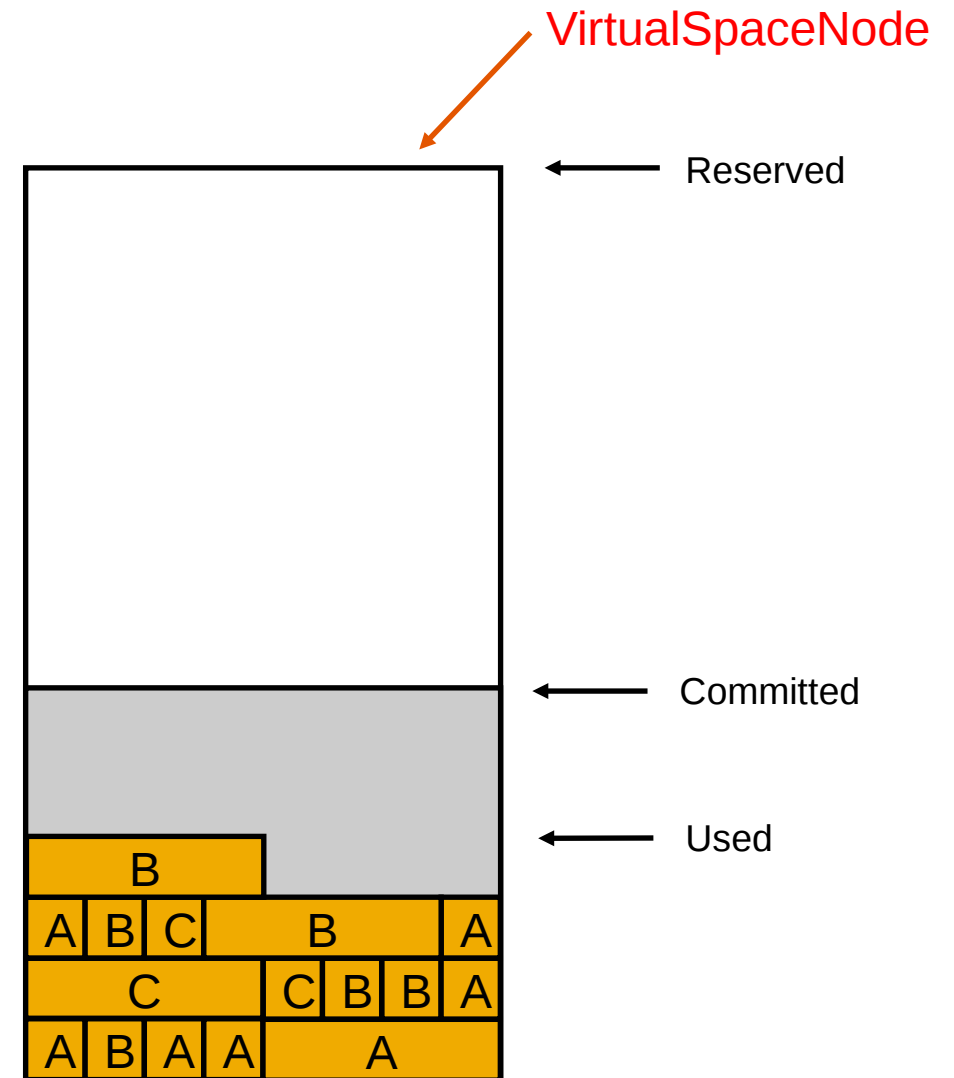 VirtualSpaceNode
Reserved
Committed
Used
B
A B C B A
C C B B A
A B A A A